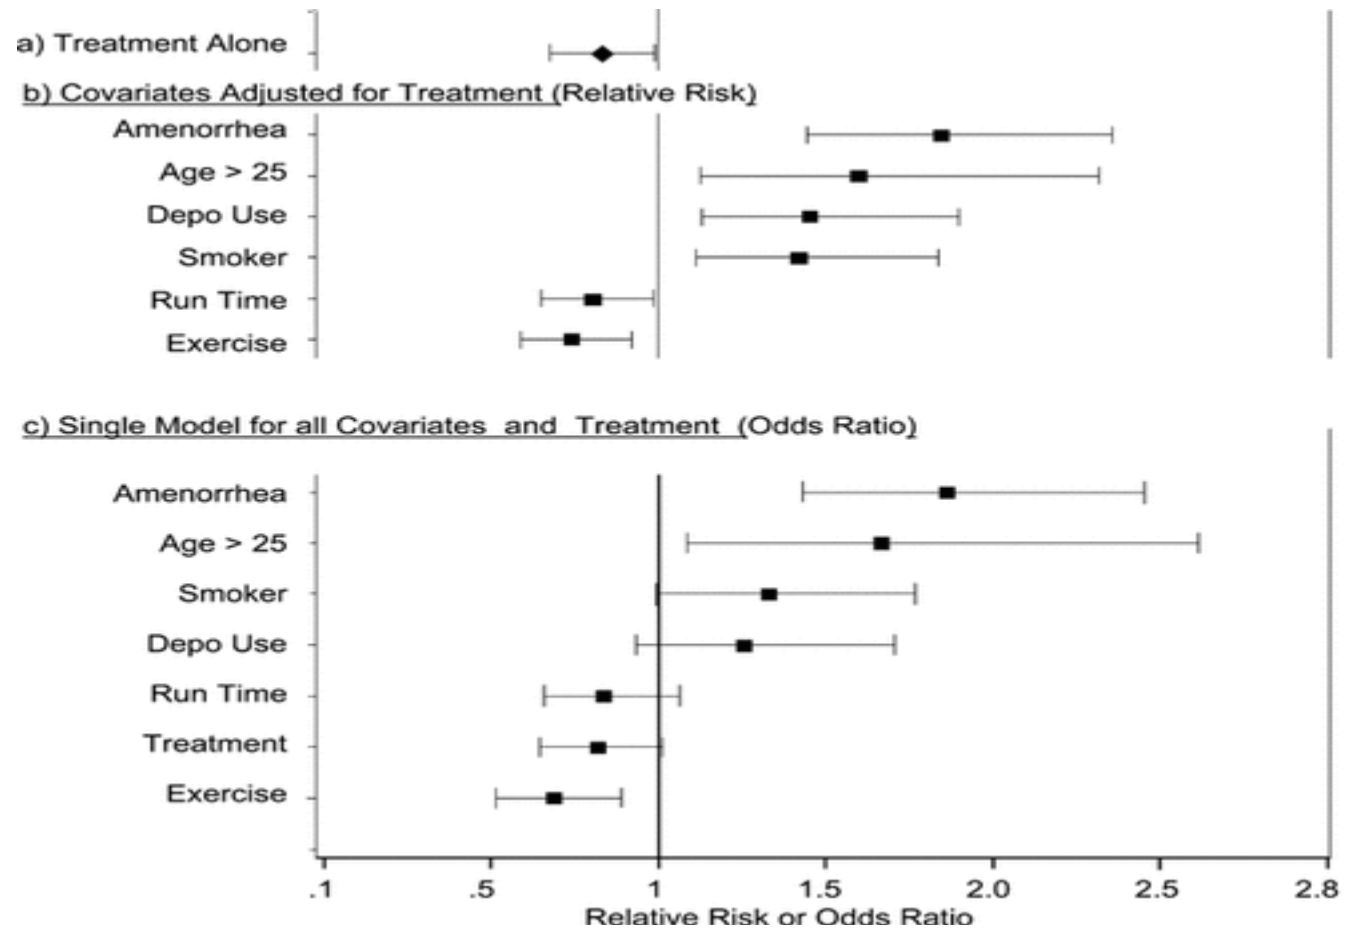 a) Treatment Alone
b) Covariates Adjusted for Treatment (Relative Risk)
Amenorrhea
Age > 25
Depo Use
Smoker
Run Time
Exercise
c) Single Model for all Covariates and Treatment (Odds Ratio)
Amenorrhea
Age > 25
Smoker
Depo Use
Run Time
Treatment
Exercise
.1 .5 1 1.5 2.0 2.5 2.8
Relative Risk or Odds Ratio